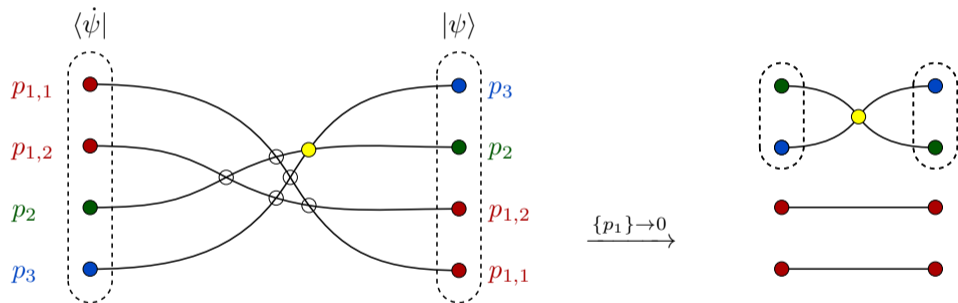 ⟨ψ̇| |ψ⟩
p₁,₁ p₃
p₁,₂ p₂
p₂ p₁,₂
{p₁}→0
p₃ p₁,₁